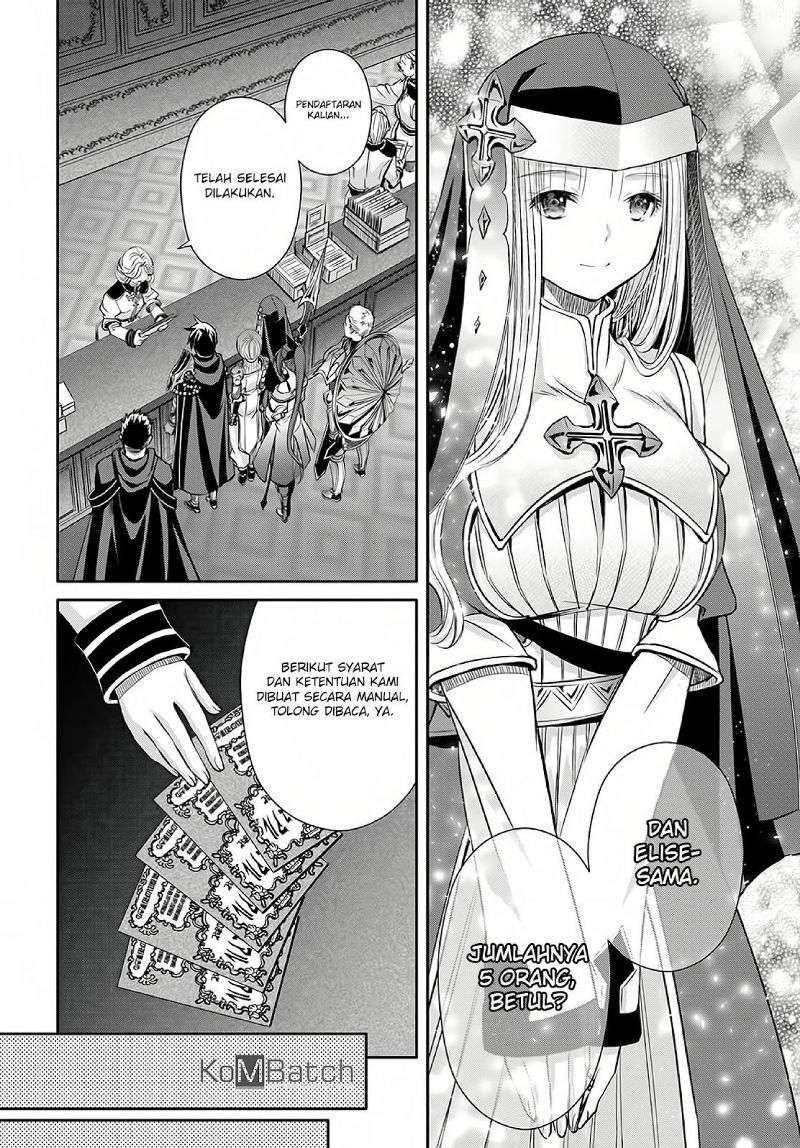 DAN
ELISE-
SAMA.
JUMLAHNYA
5 ORANG,
BETUL?
PENDAFTARAN
KALIAN...
TELAH SELESAI
DILAKUKAN.
BERIKUT SYARAT
DAN KETENTUAN KAMI
DIBUAT SECARA MANUAL,
TOLONG DIBACA, YA.
KoMBatch